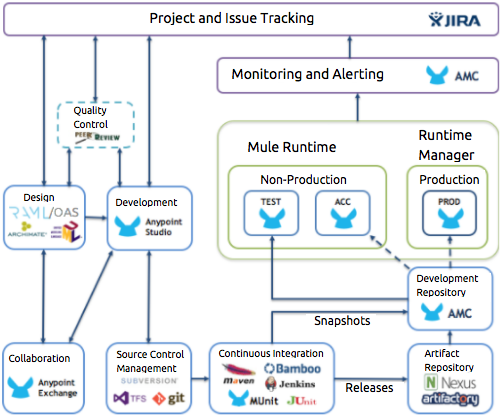 Project and Issue Tracking
JIRA
Monitoring and Alerting
AMC
Quality
Control
PEER
REVIEW
Mule Runtime
Runtime
Manager
Non-Production
Production
TEST
ACC
PROD
Design
RAML/OAS
ARCHIMATE
Development
Anypoint
Studio
Development
Repository
AMC
Snapshots
Collaboration
Anypoint
Exchange
Source Control
Management
SUBVERSION
TFS
git
Continuous Integration
Maven
Bamboo
Jenkins
MUnit
JUnit
Releases
Artifact
Repository
Nexus
artifactory